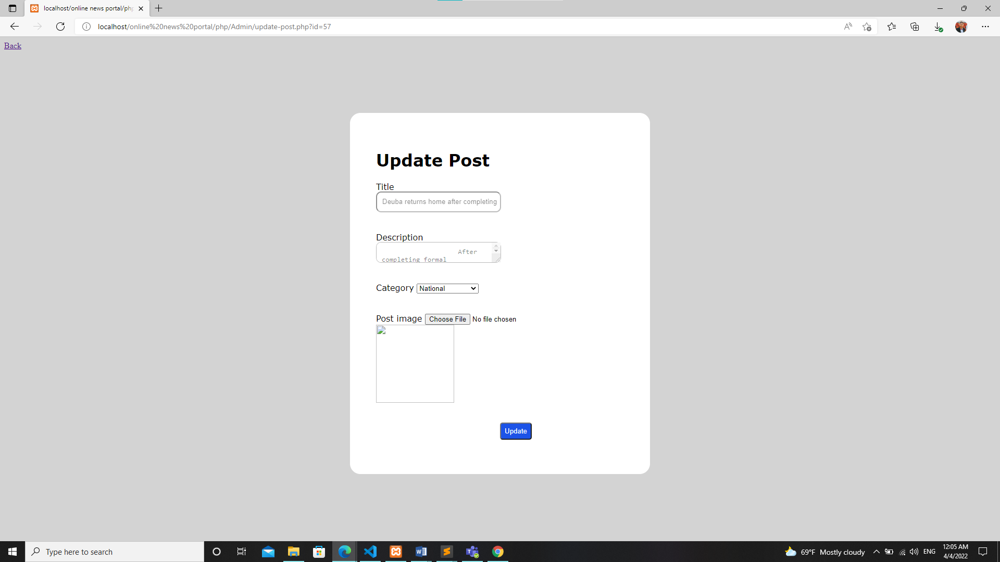 localhost/online news portal/php
localhost/online%20news%20portal/php/Admin/update-post.php?id=57
Back
Update Post
Title
Deuba returns home after completing
Description
After
completing formal
Category National
Post image Choose File No file chosen
Update
Type here to search
69°F Mostly cloudy
ENG
12:05 AM
4/4/2022